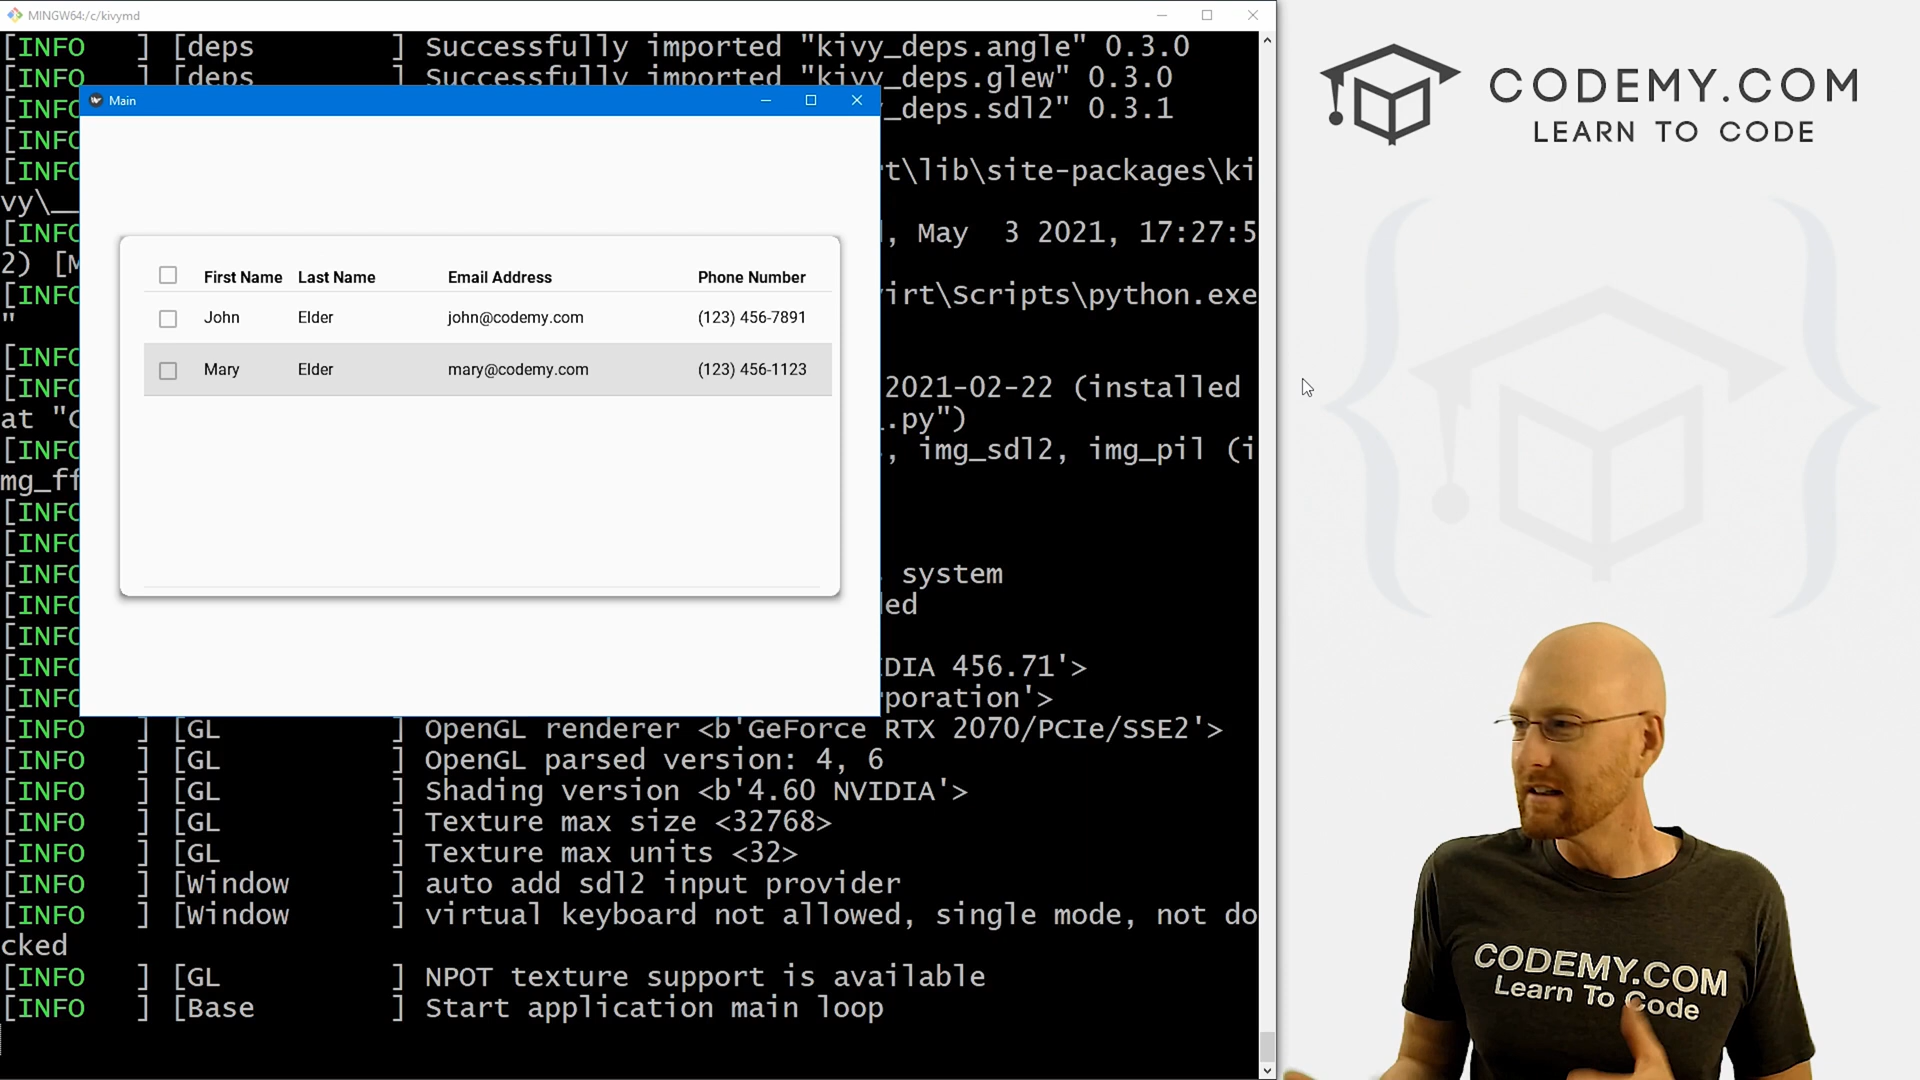 MINGW64:/c/kivymd
[INFO   ] [deps        ] Successfully imported "kivy_deps.angle" 0.3.0
[INFO   ] [deps        ] Successfully imported "kivy_deps.glew" 0.3.0
_deps.sdl2" 0.3.1
Main
t\lib\site-packages\ki
vy\__
, May  3 2021, 17:27:5
2) [M
virt\Scripts\python.exe
"
2021-02-22 (installed
at "C
.py")
, img_sdl2, img_pil (i
mg_ff
system
ed
IDIA 456.71'>
poration'>
First Name Last Name Email Address Phone Number
John Elder john@codemy.com (123) 456-7891
Mary Elder mary@codemy.com (123) 456-1123
[INFO   ] [GL          ] OpenGL renderer <b'GeForce RTX 2070/PCIe/SSE2'>
[INFO   ] [GL          ] OpenGL parsed version: 4, 6
[INFO   ] [GL          ] Shading version <b'4.60 NVIDIA'>
[INFO   ] [GL          ] Texture max size <32768>
[INFO   ] [GL          ] Texture max units <32>
[INFO   ] [Window      ] auto add sdl2 input provider
[INFO   ] [Window      ] virtual keyboard not allowed, single mode, not do
cked
[INFO   ] [GL          ] NPOT texture support is available
[INFO   ] [Base        ] Start application main loop
CODEMY.COM
LEARN TO CODE
CODEMY.COM
Learn To Code